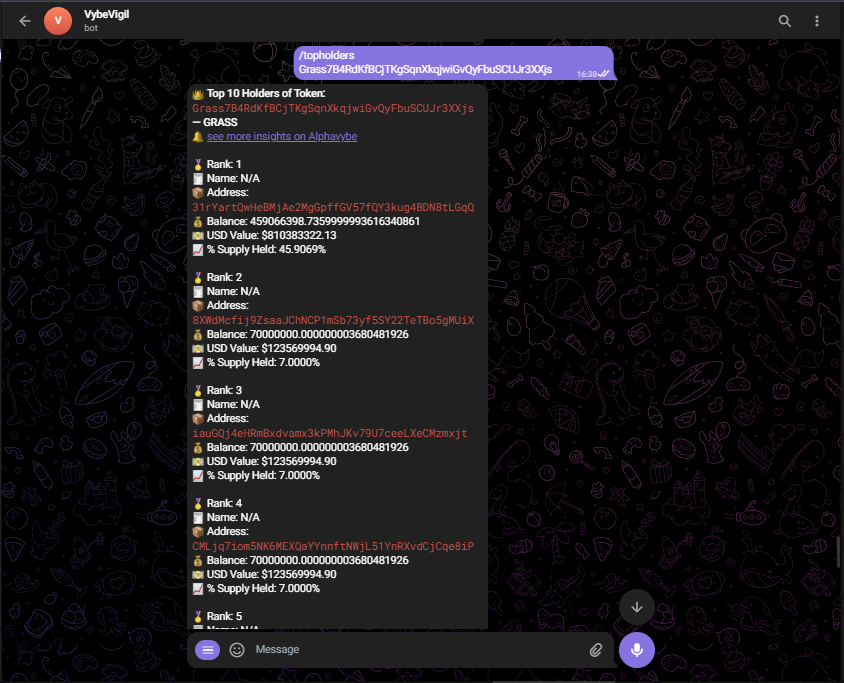 VybeVigil
bot
/topholders
Grass7B4RdKfBCjTKgSqnXkqjwiGvQyFbuSCUJr3XXjs
16:38
Top 10 Holders of Token:
Grass7B4RdKfBCjTKgSqnXkqjwiGvQyFbuSCUJr3XXjs
— GRASS
see more insights on Alphavybe
Rank: 1
Name: N/A
Address:
31rYartQwHeBMjAe2MgGpffGV57fQY3kug4BDN8tLGqQ
Balance: 459066398.7359999993616340861
USD Value: $810383322.13
% Supply Held: 45.9069%
Rank: 2
Name: N/A
Address:
8XWdMcfij9ZsaaJChNCP1mSb73yf5SY22TeTBo5gMUiX
Balance: 70000000.000000003680481926
USD Value: $123569994.90
% Supply Held: 7.0000%
Rank: 3
Name: N/A
Address:
iauGQj4eHRmBxdvamx3kPMhJKv79U7ceeLXeCMzmxjt
Balance: 70000000.000000003680481926
USD Value: $123569994.90
% Supply Held: 7.0000%
Rank: 4
Name: N/A
Address:
CMLjq7iom5NK6MEXQaYYnnftNWjL51YnRXvdCjCqe8iP
Balance: 70000000.000000003680481926
USD Value: $123569994.90
% Supply Held: 7.0000%
Rank: 5
Name: N/A
Message